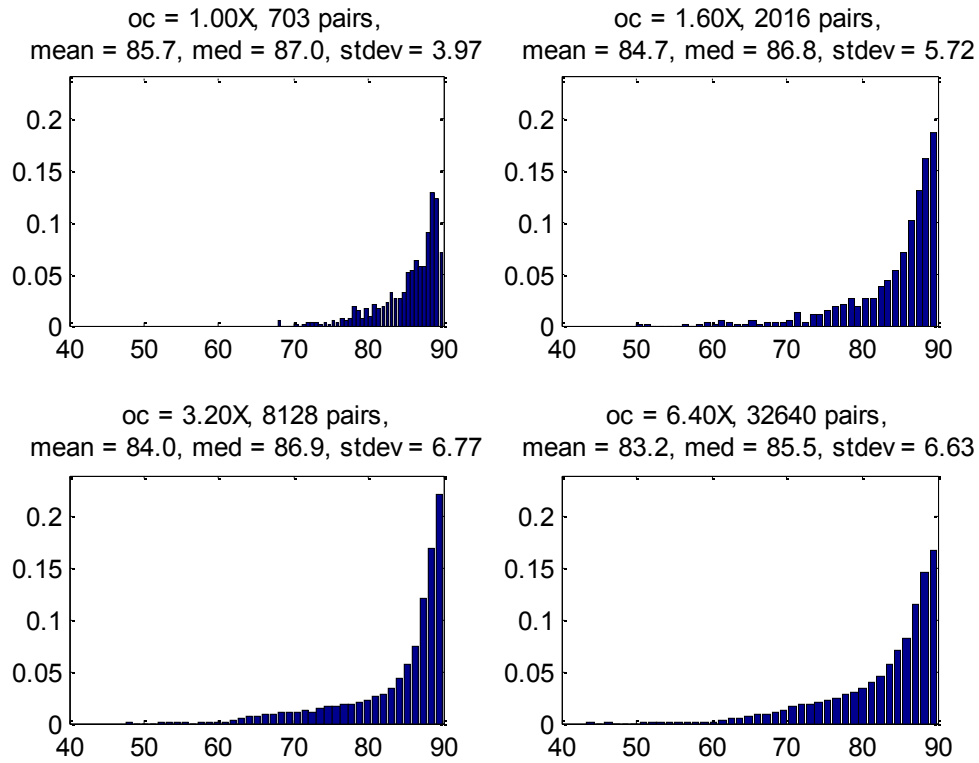 oc = 1.00X, 703 pairs,
mean = 85.7, med = 87.0, stdev = 3.97
0.2
0.15
0.1
0.05
0
40 50 60 70 80 90
oc = 1.60X, 2016 pairs,
mean = 84.7, med = 86.8, stdev = 5.72
0.2
0.15
0.1
0.05
0
40 50 60 70 80 90
oc = 3.20X, 8128 pairs,
mean = 84.0, med = 86.9, stdev = 6.77
0.2
0.15
0.1
0.05
0
40 50 60 70 80 90
oc = 6.40X, 32640 pairs,
mean = 83.2, med = 85.5, stdev = 6.63
0.2
0.15
0.1
0.05
0
40 50 60 70 80 90